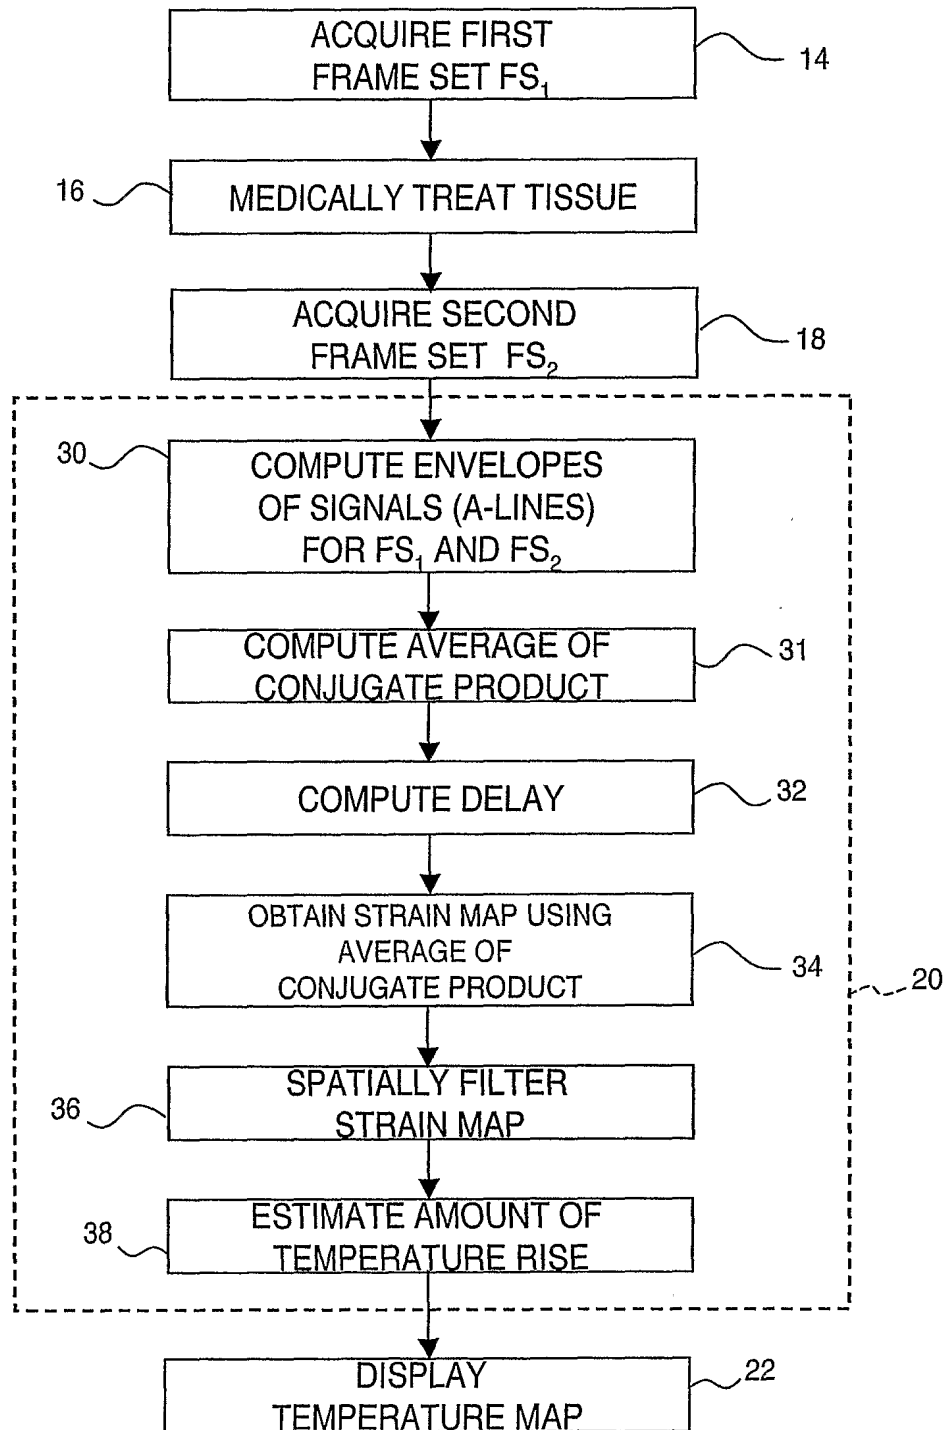 ACQUIRE FIRST
FRAME SET FS₁
14
16
MEDICALLY TREAT TISSUE
ACQUIRE SECOND
FRAME SET FS₂
18
30
COMPUTE ENVELOPES
OF SIGNALS (A-LINES)
FOR FS₁ AND FS₂
COMPUTE AVERAGE OF
CONJUGATE PRODUCT
31
COMPUTE DELAY
32
OBTAIN STRAIN MAP USING
AVERAGE OF
CONJUGATE PRODUCT
34
20
36
SPATIALLY FILTER
STRAIN MAP
38
ESTIMATE AMOUNT OF
TEMPERATURE RISE
DISPLAY
TEMPERATURE MAP
22